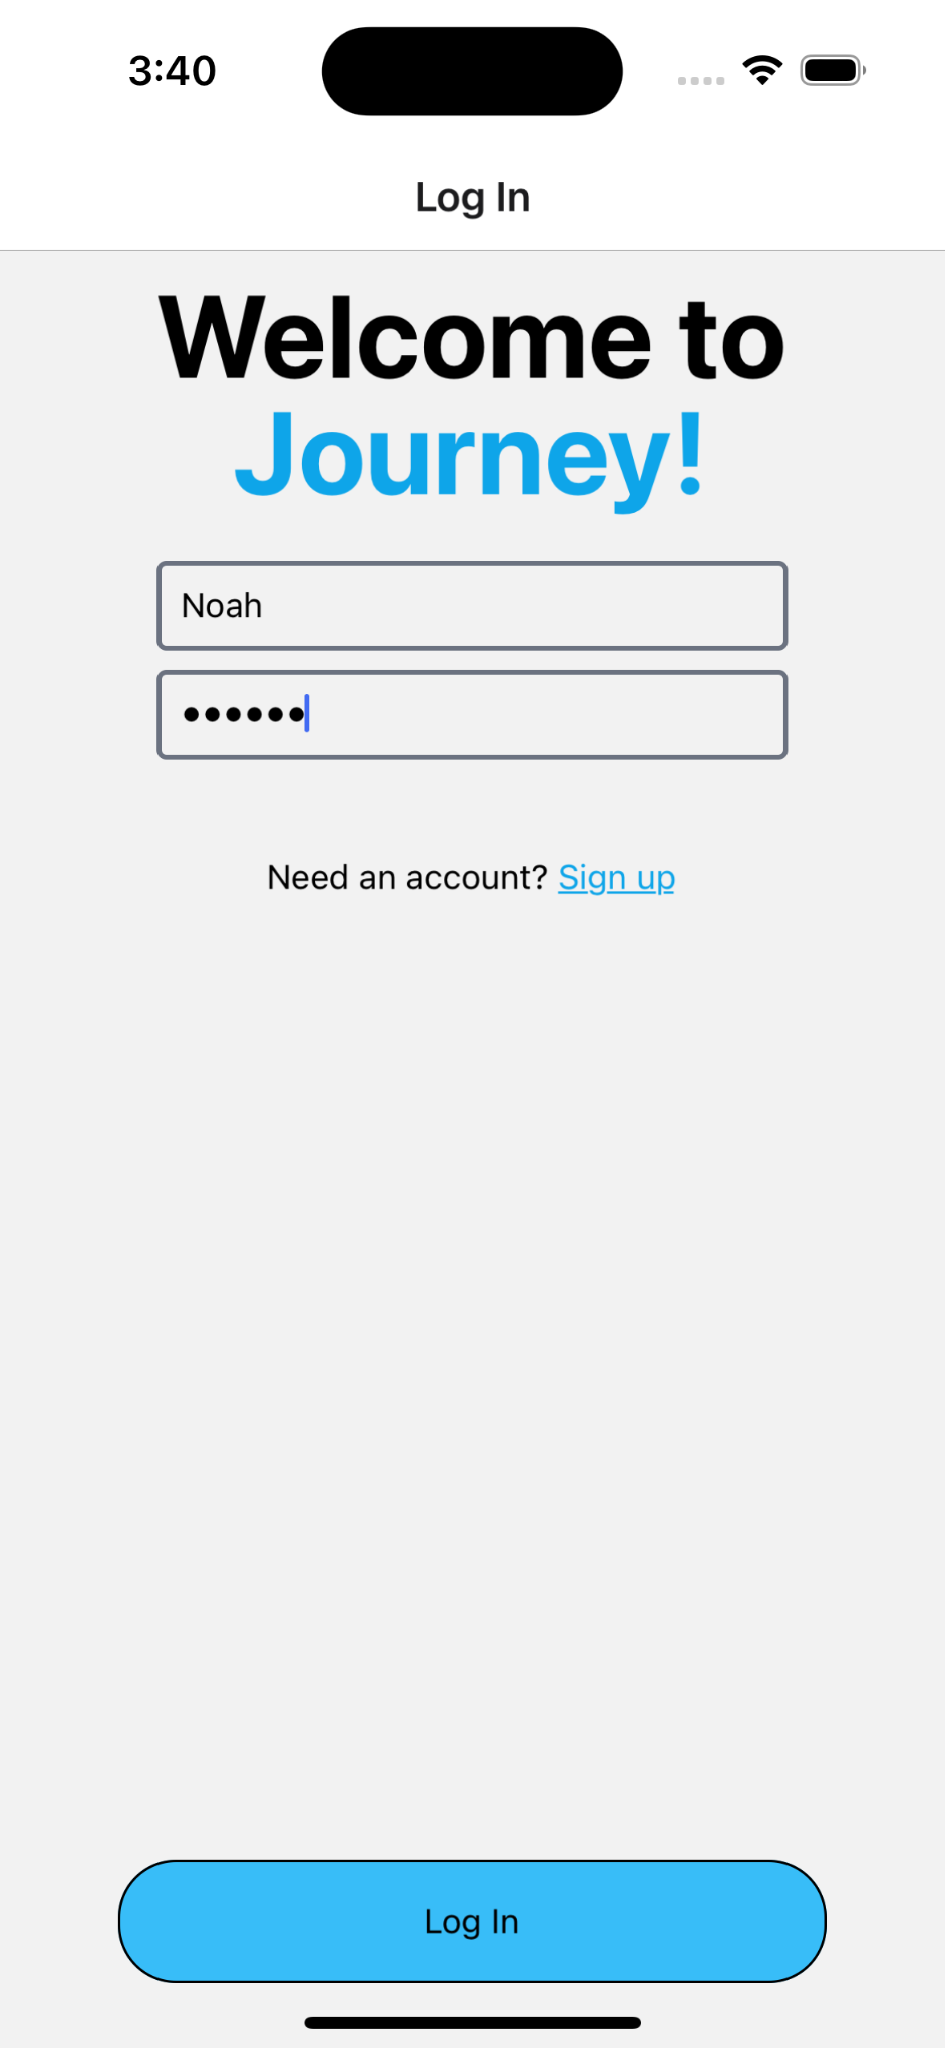 3:40
Log In
Welcome to
Journey!
Noah
••••••
Need an account? Sign up
Log In